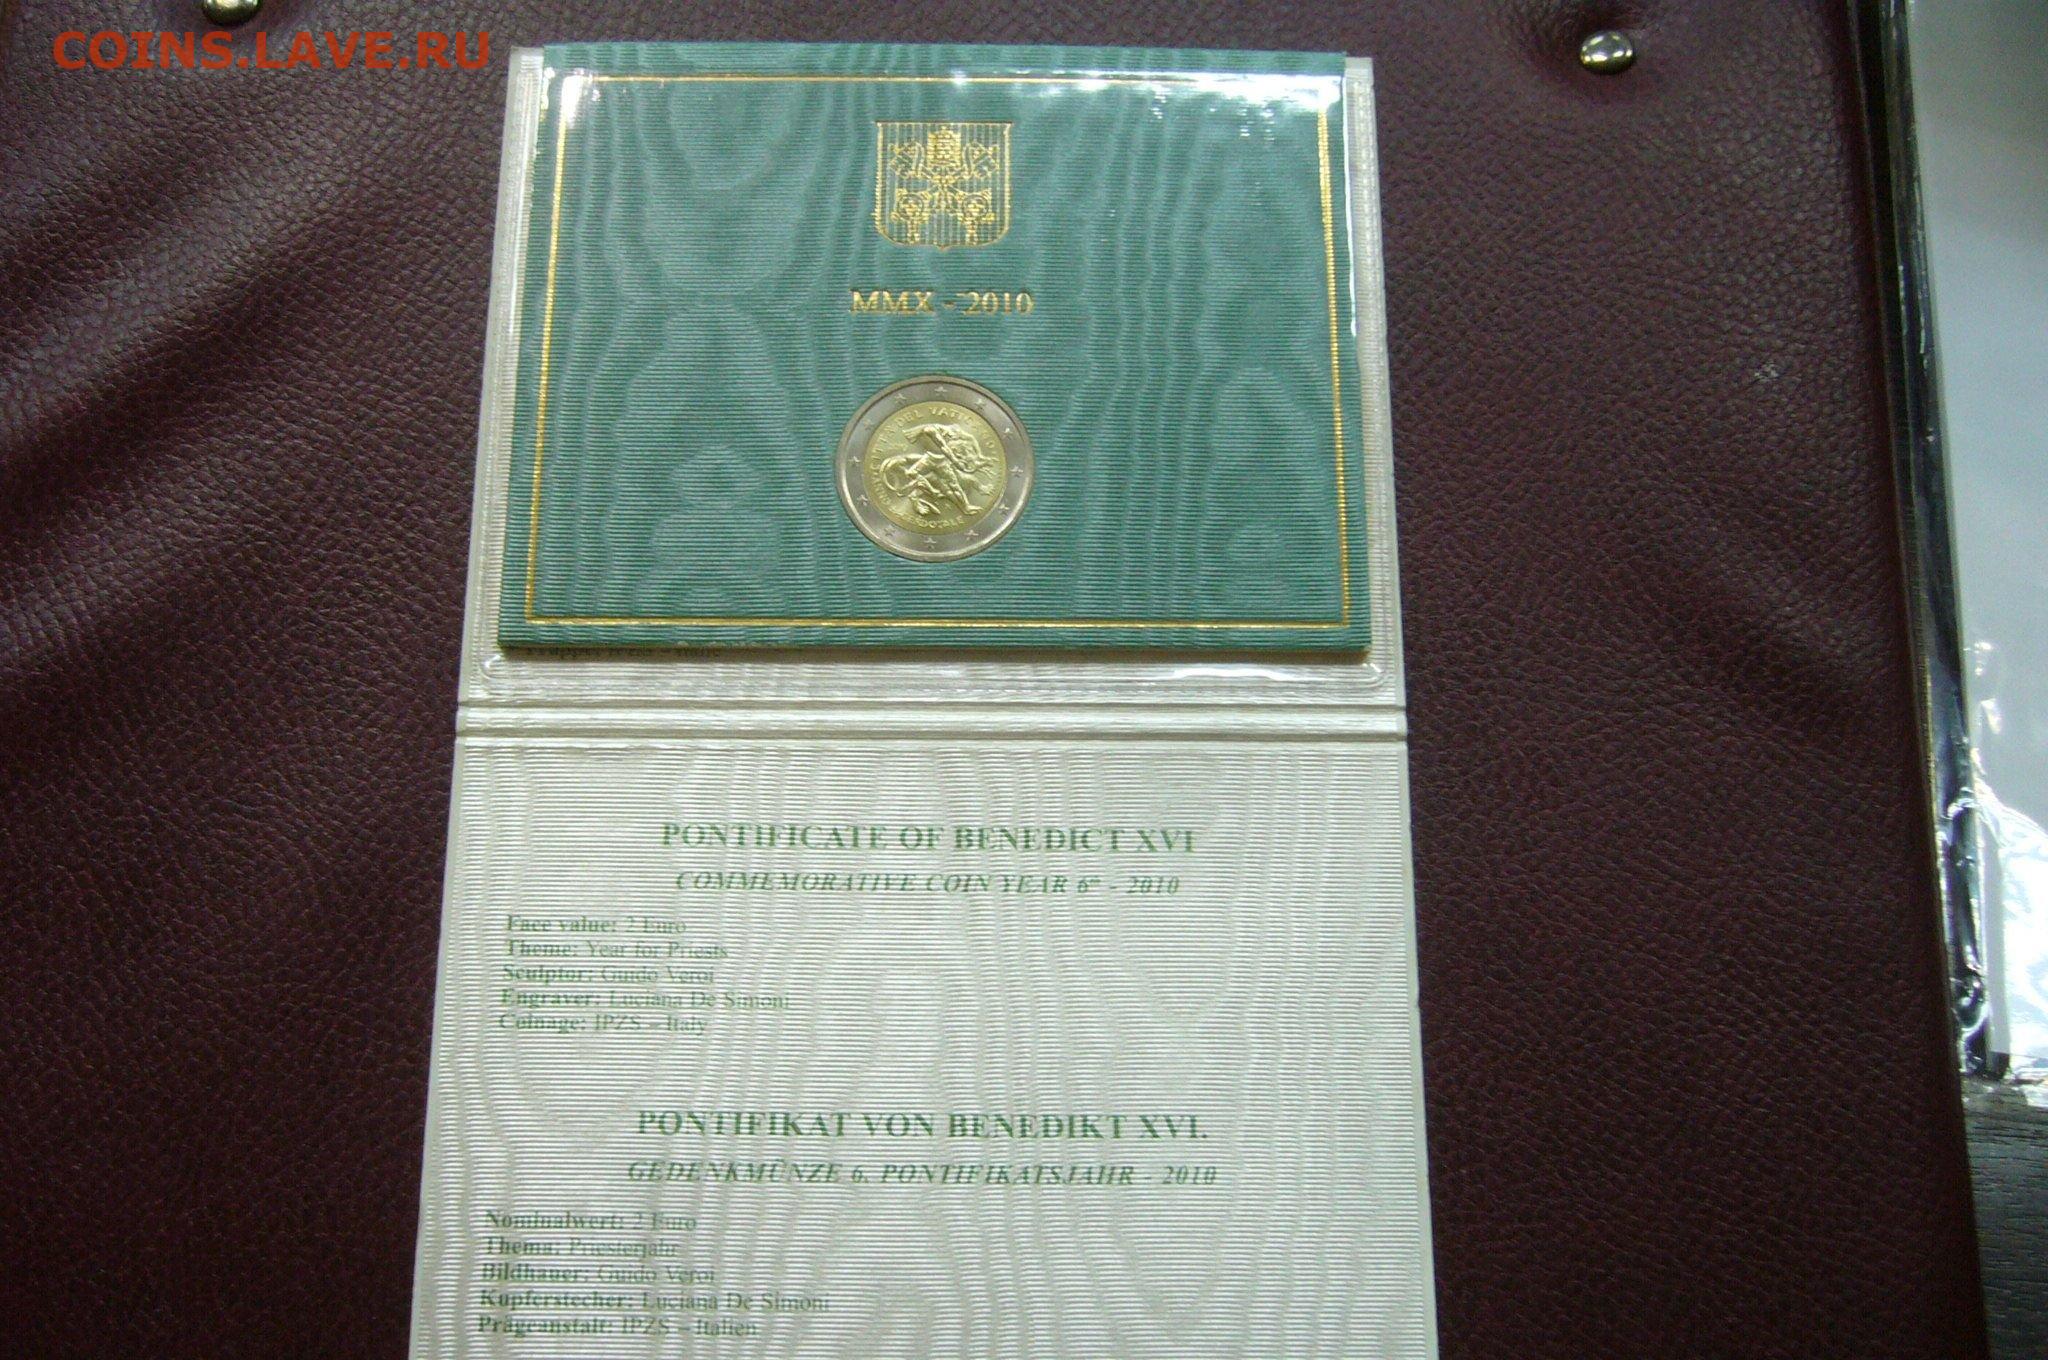 COINS.LAVE.RU
MMX - 2010
DEL VATICANO
PONTIFICATE OF BENEDICT XVI
COMMEMORATIVE COIN YEAR 6th - 2010
Face value: 2 Euro
Theme: Year for Priests
Sculptor: Guido Veroi
Engraver: Luciana De Simoni
Coinage: IPZS – Italy
PONTIFIKAT VON BENEDIKT XVI.
GEDENKMÜNZE 6. PONTIFIKATSJAHR - 2010
Nominalwert: 2 Euro
Thema: Priesterjahr
Bildhauer: Guido Veroi
Kupferstecher: Luciana De Simoni
Prägeanstalt: IPZS – Italien